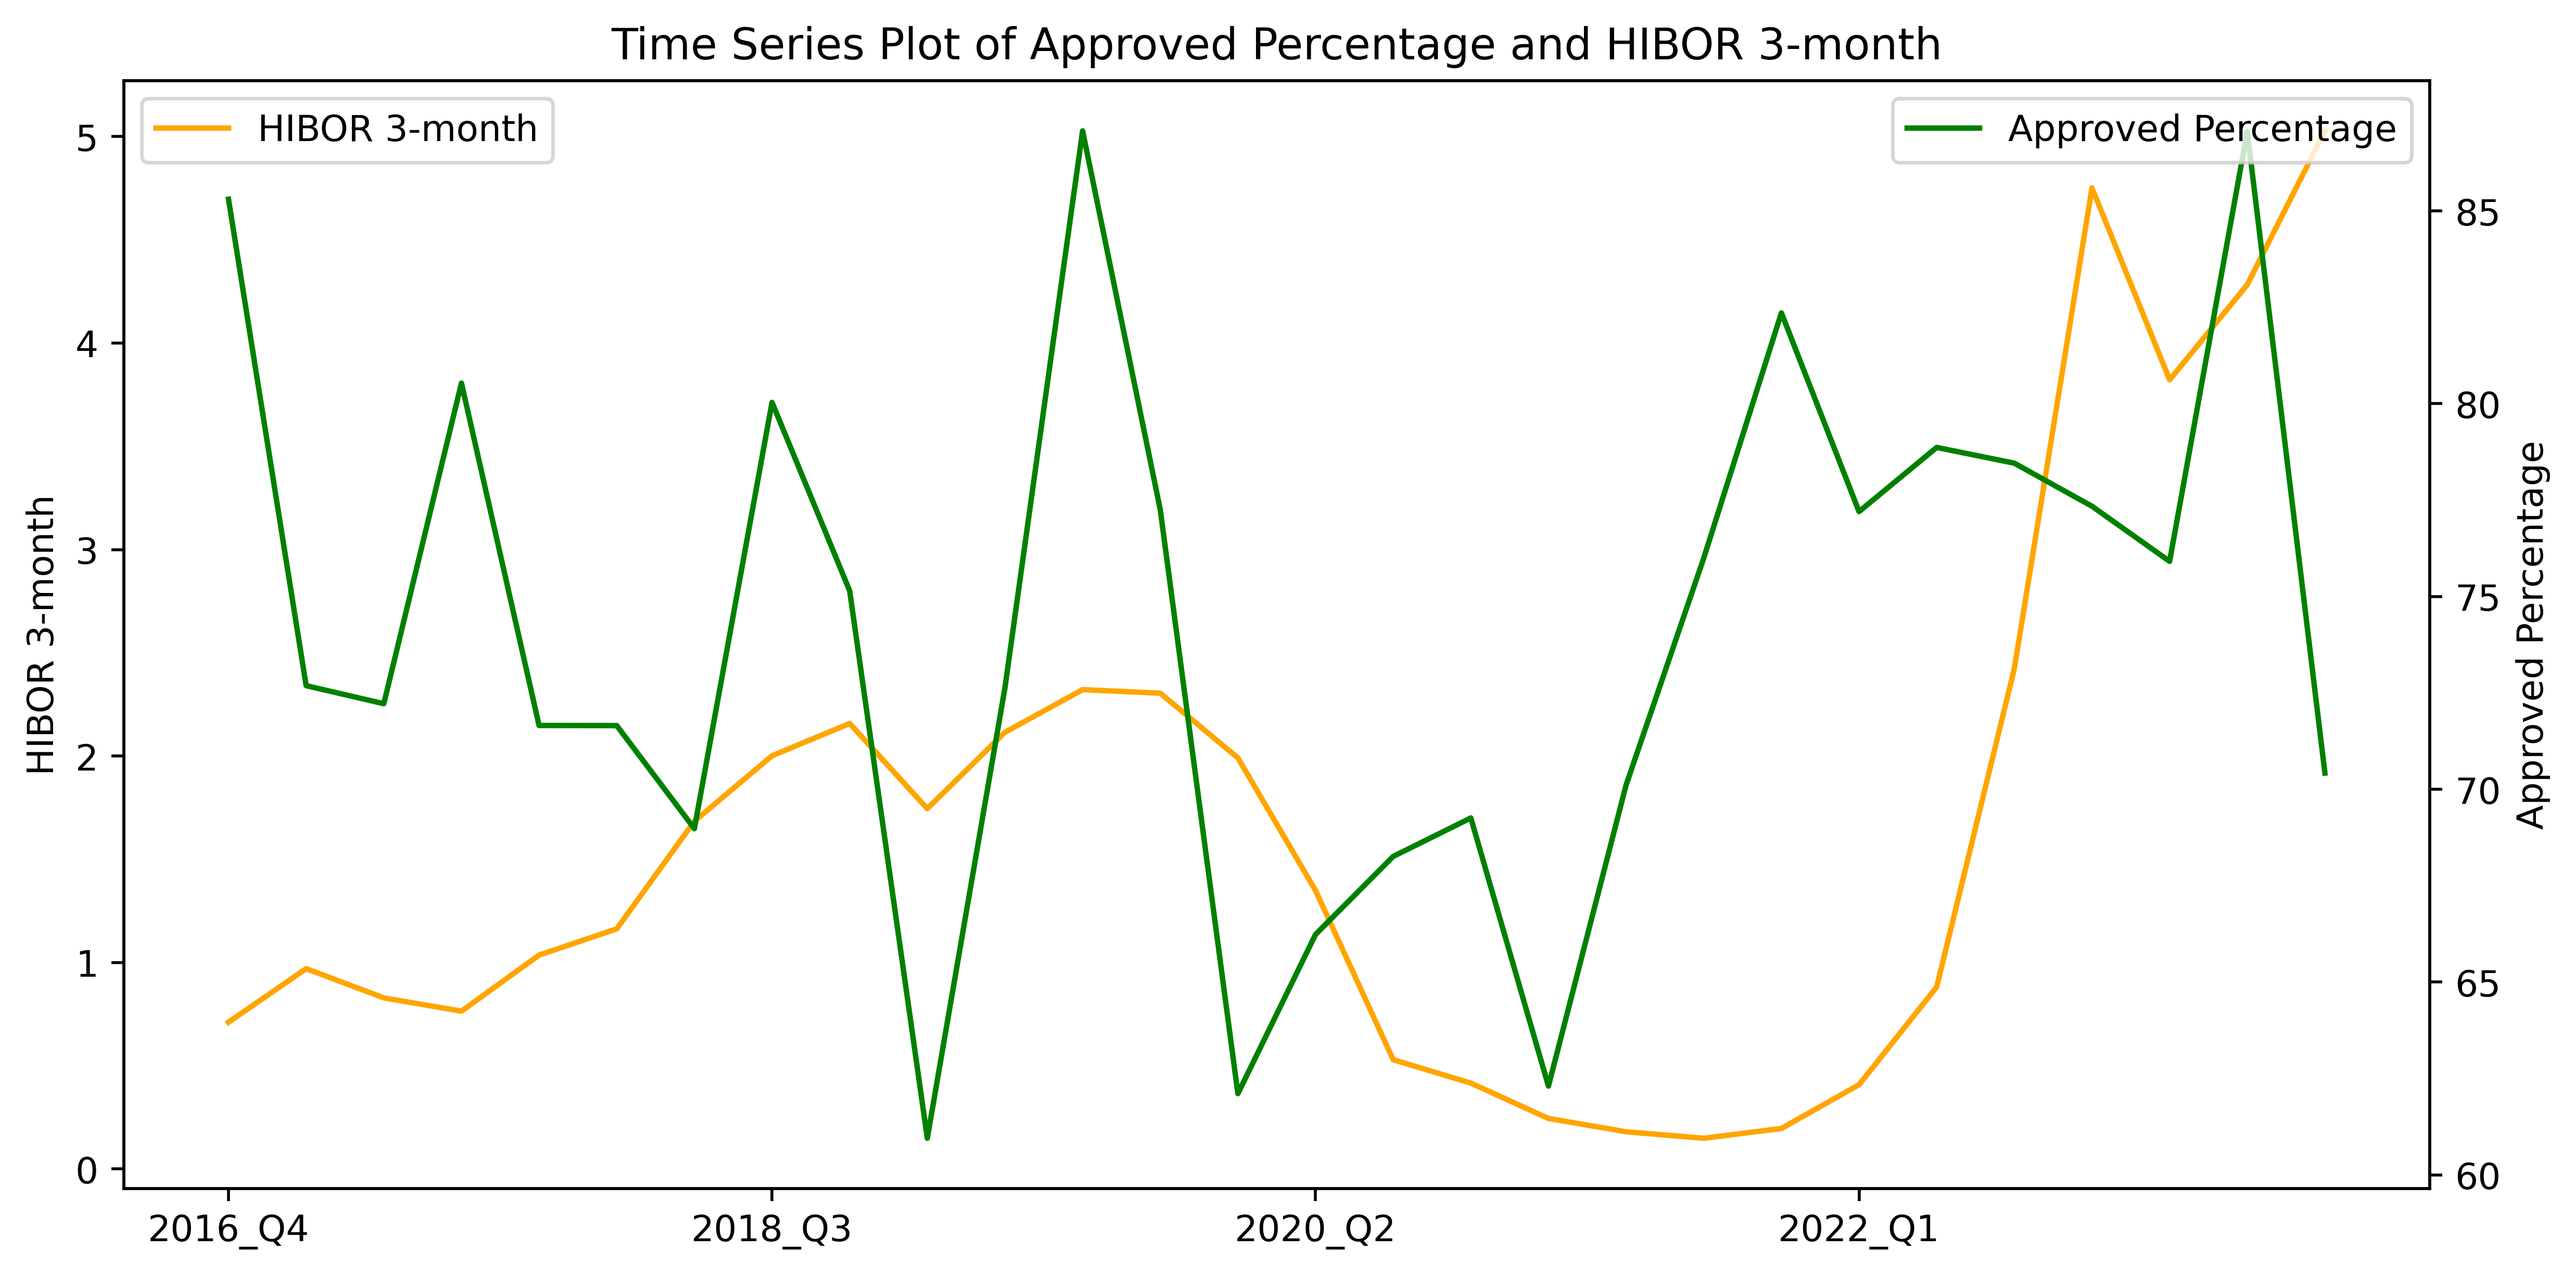 Time Series Plot of Approved Percentage and HIBOR 3-month
HIBOR 3-month
Approved Percentage
5
4
3
2
1
0
HIBOR 3-month
85
80
75
70
65
60
Approved Percentage
2016_Q4
2018_Q3
2020_Q2
2022_Q1